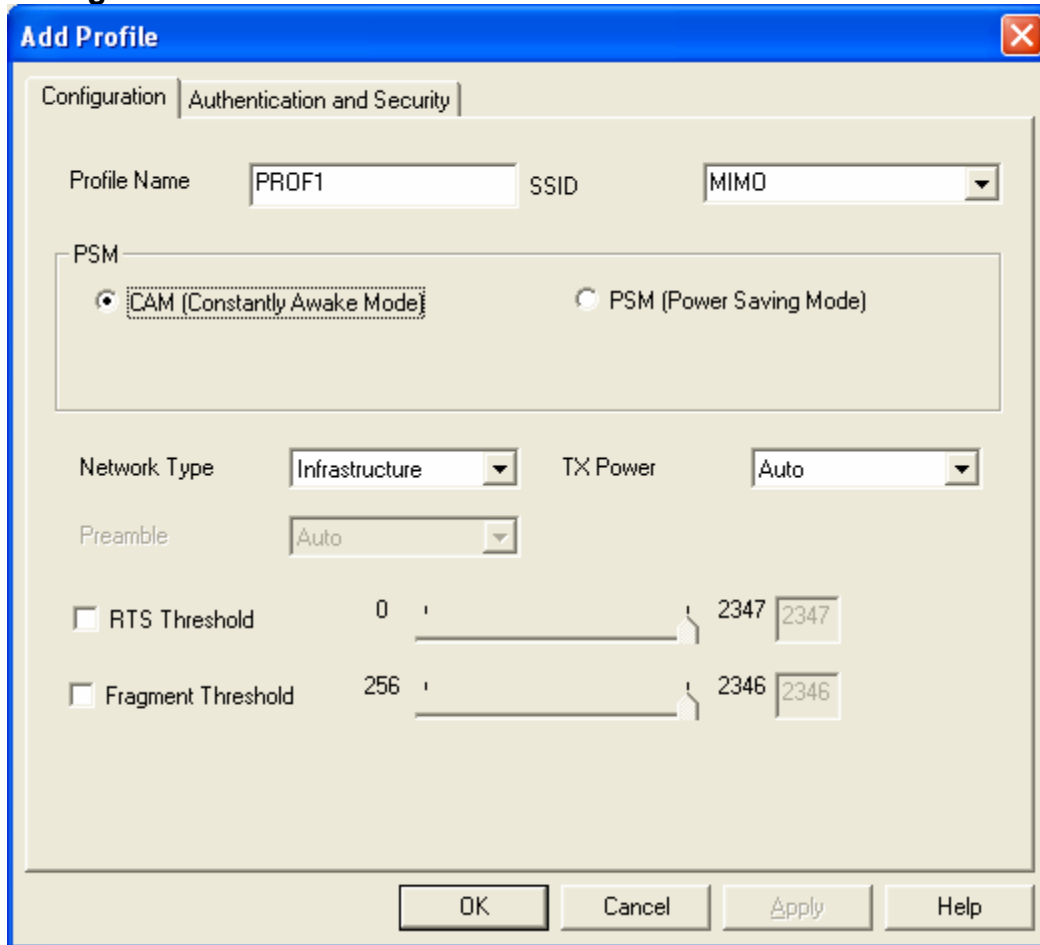 Add Profile
Configuration Authentication and Security
Profile Name PROF1 SSID MIMO
PSM
CAM (Constantly Awake Mode) PSM (Power Saving Mode)
Network Type Infrastructure TX Power Auto
Preamble Auto
RTS Threshold 0 2347 2347
Fragment Threshold 256 2346 2346
OK Cancel Apply Help